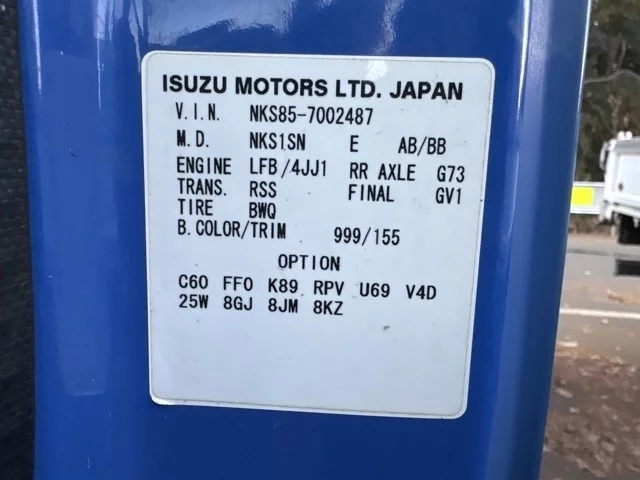 ISUZU MOTORS LTD. JAPAN
V.I.N. NKS85-7002487
M.D. NKS1SN E AB/BB
ENGINE LFB/4JJ1 RR AXLE G73
TRANS. RSS FINAL GV1
TIRE BWQ
B.COLOR/TRIM 999/155
OPTION
C60 FF0 K89 RPV U69 V4D
25W 8GJ 8JM 8KZ